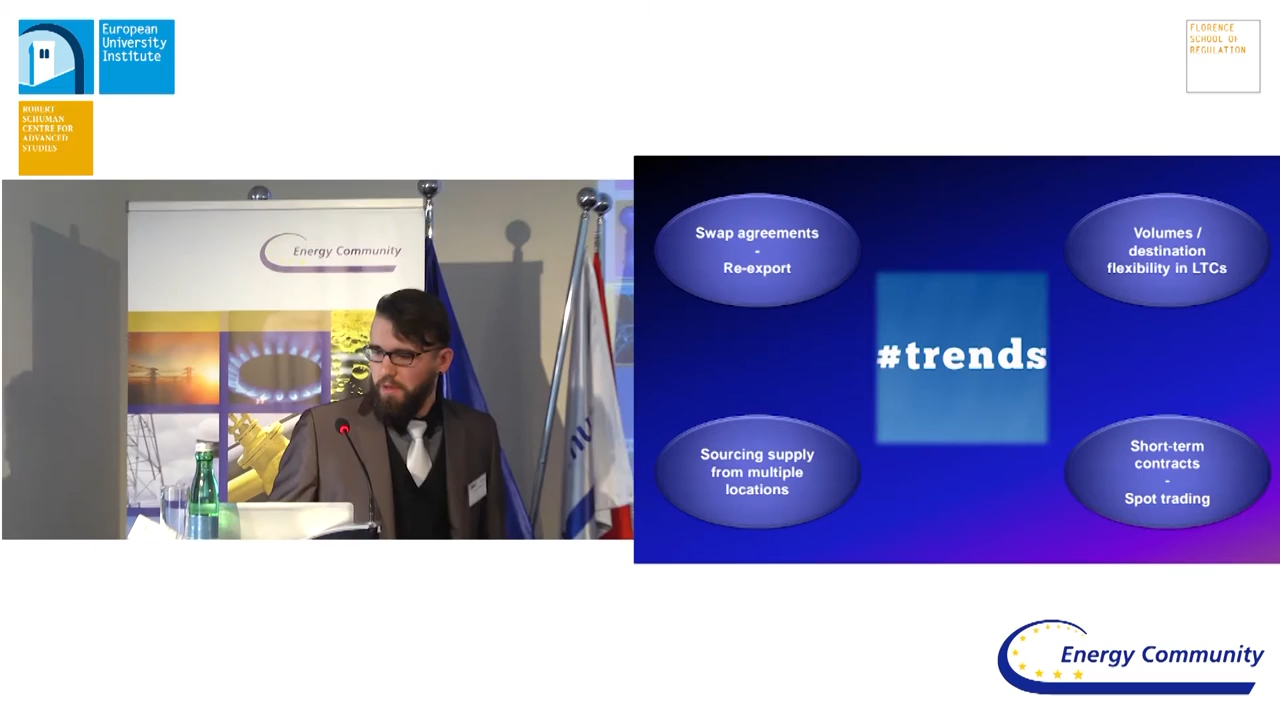 European
University
Institute
ROBERT
SCHUMAN
CENTRE FOR
ADVANCED
STUDIES
FLORENCE
SCHOOL OF
REGULATION
Energy Community
Swap agreements
-
Re-export
Volumes /
destination
flexibility in LTCs
#trends
Sourcing supply
from multiple
locations
Short-term
contracts
-
Spot trading
Energy Community